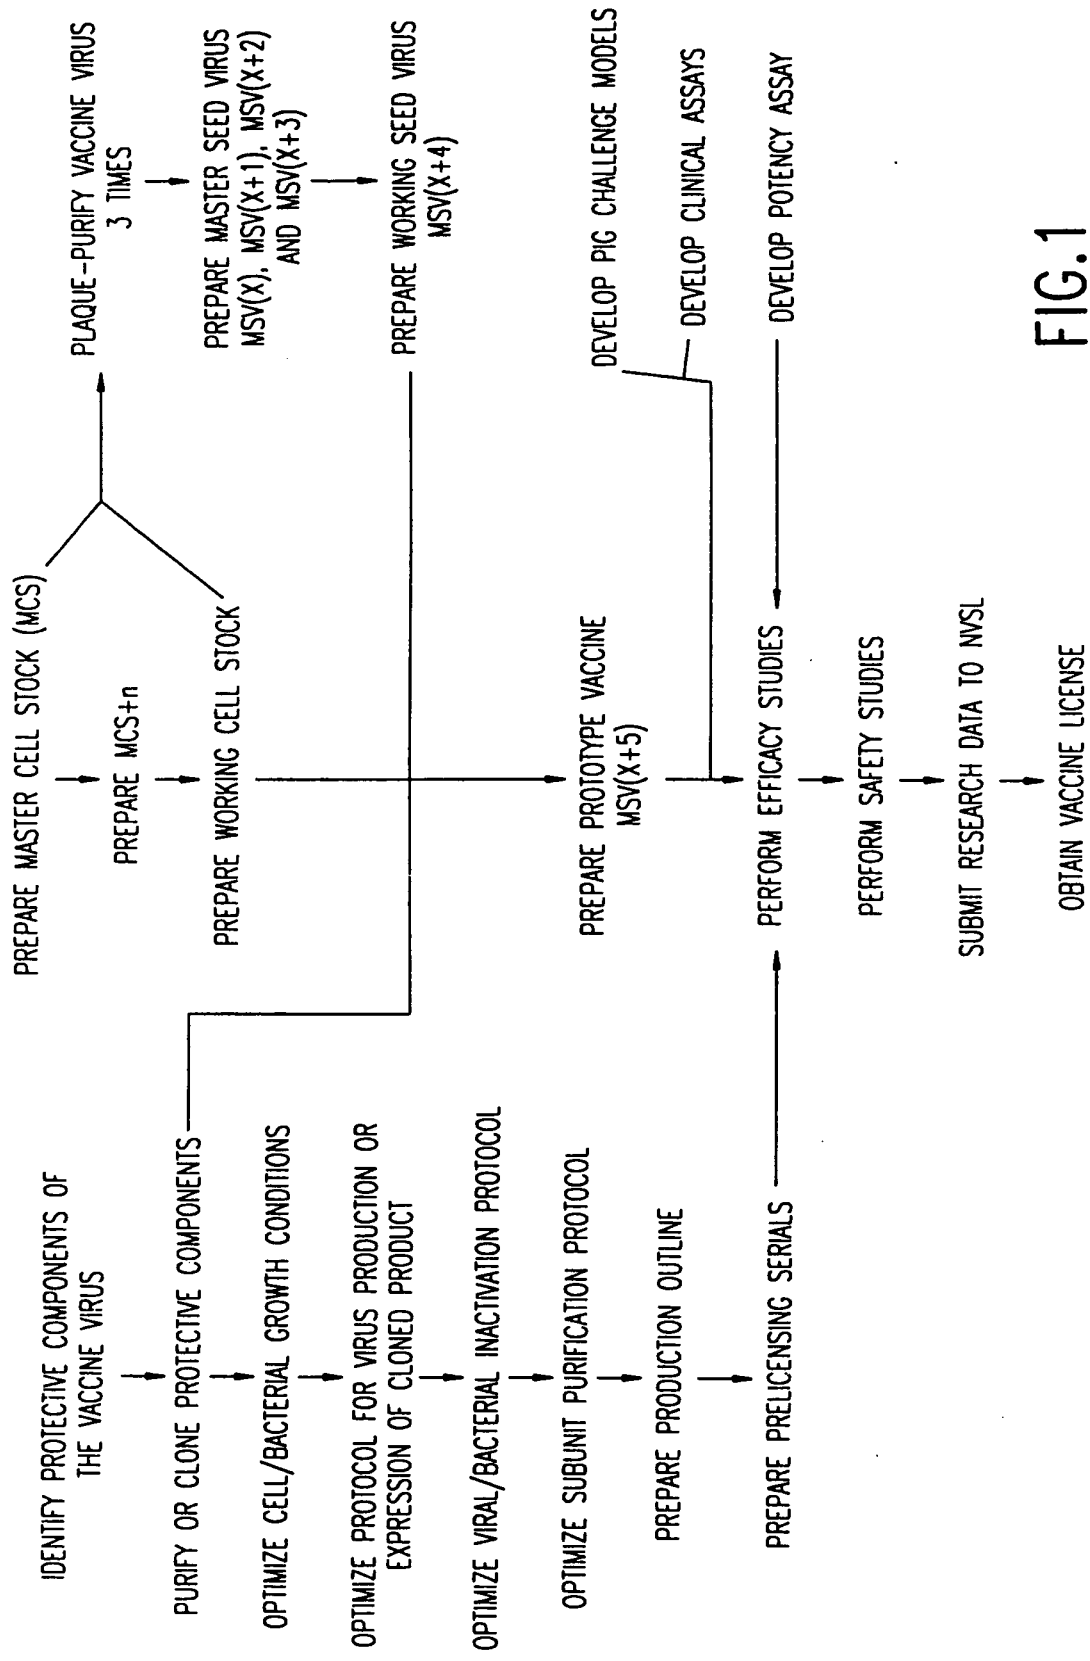 IDENTIFY PROTECTIVE COMPONENTS OF
THE VACCINE VIRUS
PURIFY OR CLONE PROTECTIVE COMPONENTS
OPTIMIZE CELL/BACTERIAL GROWTH CONDITIONS
OPTIMIZE PROTOCOL FOR VIRUS PRODUCTION OR
EXPRESSION OF CLONED PRODUCT
OPTIMIZE VIRAL/BACTERIAL INACTIVATION PROTOCOL
OPTIMIZE SUBUNIT PURIFICATION PROTOCOL
PREPARE PRODUCTION OUTLINE
PREPARE PRELICENSING SERIALS
PREPARE MASTER CELL STOCK (MCS)
PREPARE MCS+n
PREPARE WORKING CELL STOCK
PREPARE PROTOTYPE VACCINE
MSV(X+5)
PERFORM EFFICACY STUDIES
PERFORM SAFETY STUDIES
SUBMIT RESEARCH DATA TO NVSL
OBTAIN VACCINE LICENSE
PLAQUE-PURIFY VACCINE VIRUS
3 TIMES
PREPARE MASTER SEED VIRUS
MSV(X), MSV(X+1), MSV(X+2)
AND MSV(X+3)
PREPARE WORKING SEED VIRUS
MSV(X+4)
DEVELOP PIG CHALLENGE MODELS
DEVELOP CLINICAL ASSAYS
DEVELOP POTENCY ASSAY
FIG.1